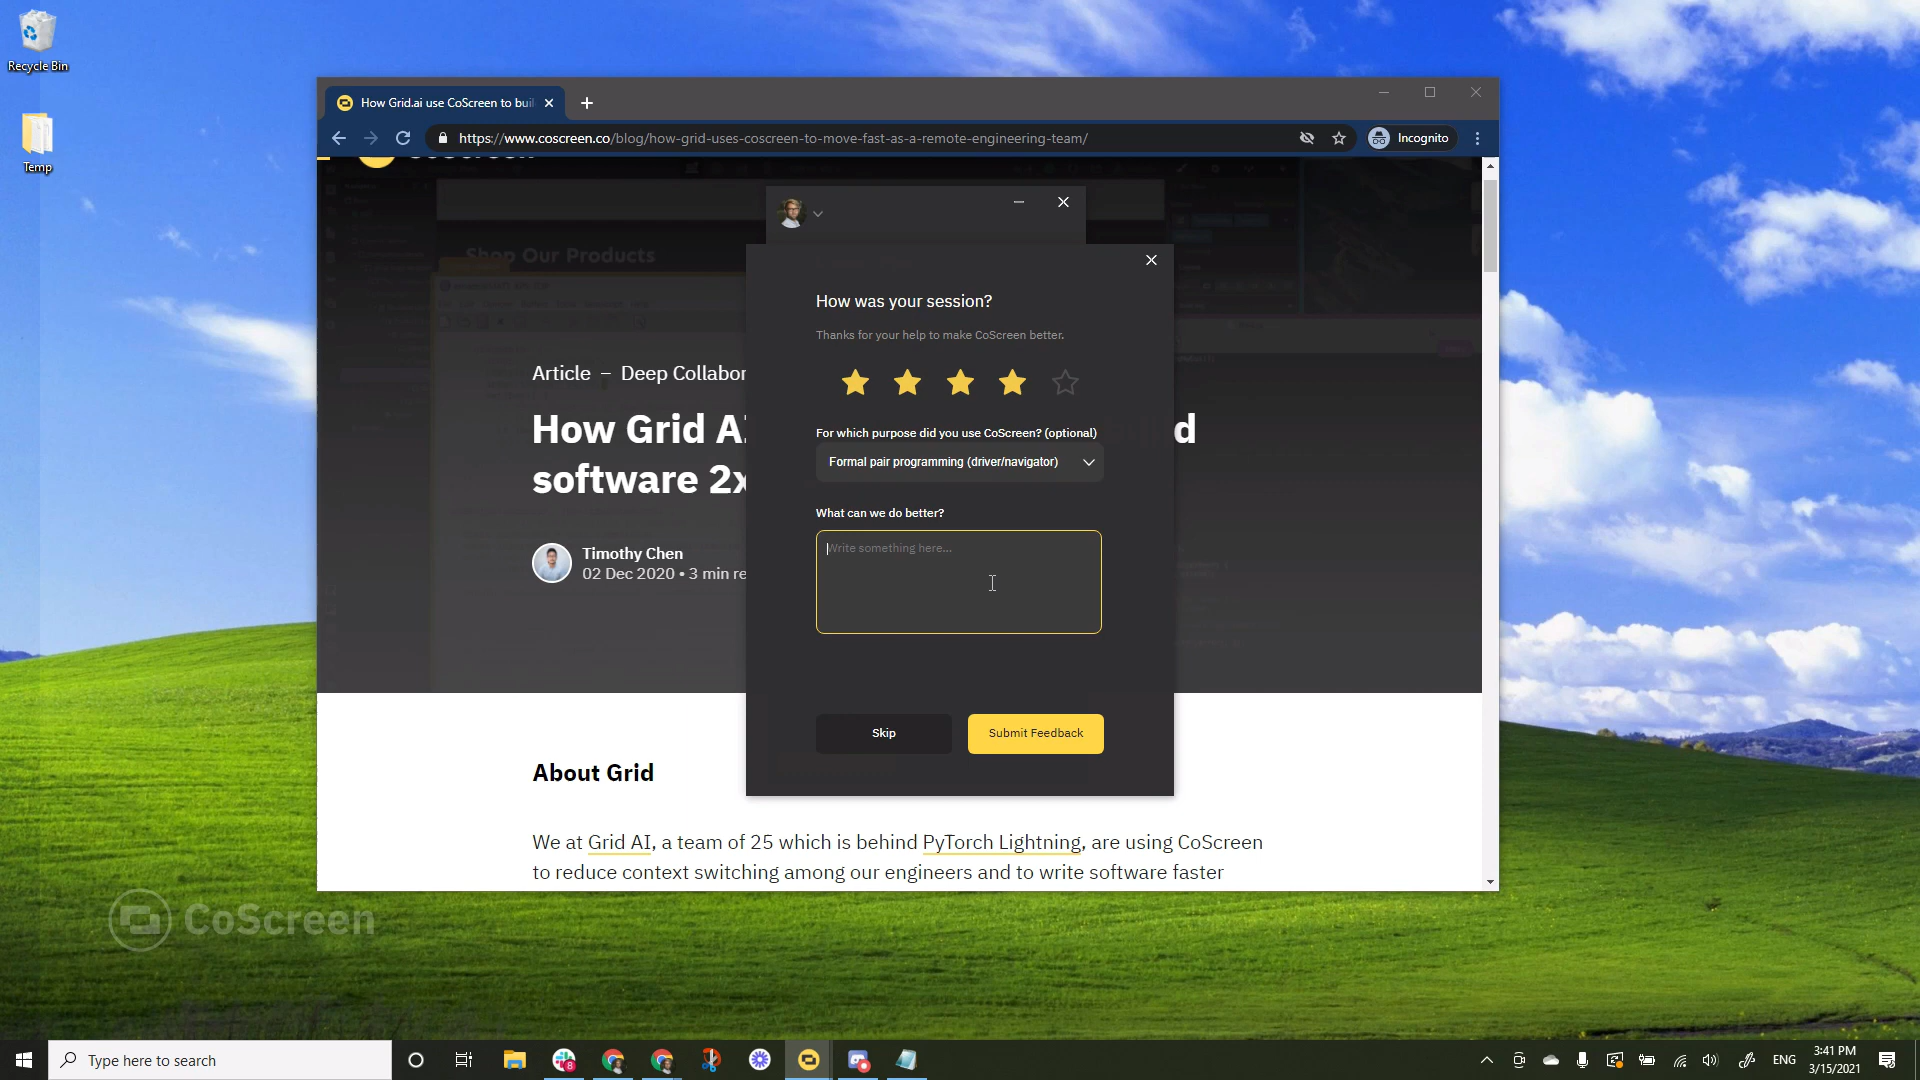 Recycle Bin
Temp
How Grid.ai use CoScreen to buil
https://www.coscreen.co/blog/how-grid-uses-coscreen-to-move-fast-as-a-remote-engineering-team/
Incognito
CoScreen
Shop Our Products
Article – Deep Collabor
How Grid A
d
software 2x
Timothy Chen
02 Dec 2020 • 3 min re
How was your session?
Thanks for your help to make CoScreen better.
For which purpose did you use CoScreen? (optional)
Formal pair programming (driver/navigator)
What can we do better?
Write something here...
Skip
Submit Feedback
About Grid
We at Grid AI, a team of 25 which is behind PyTorch Lightning, are using CoScreen
to reduce context switching among our engineers and to write software faster
CoScreen
Type here to search
8
ENG
3:41 PM
3/15/2021